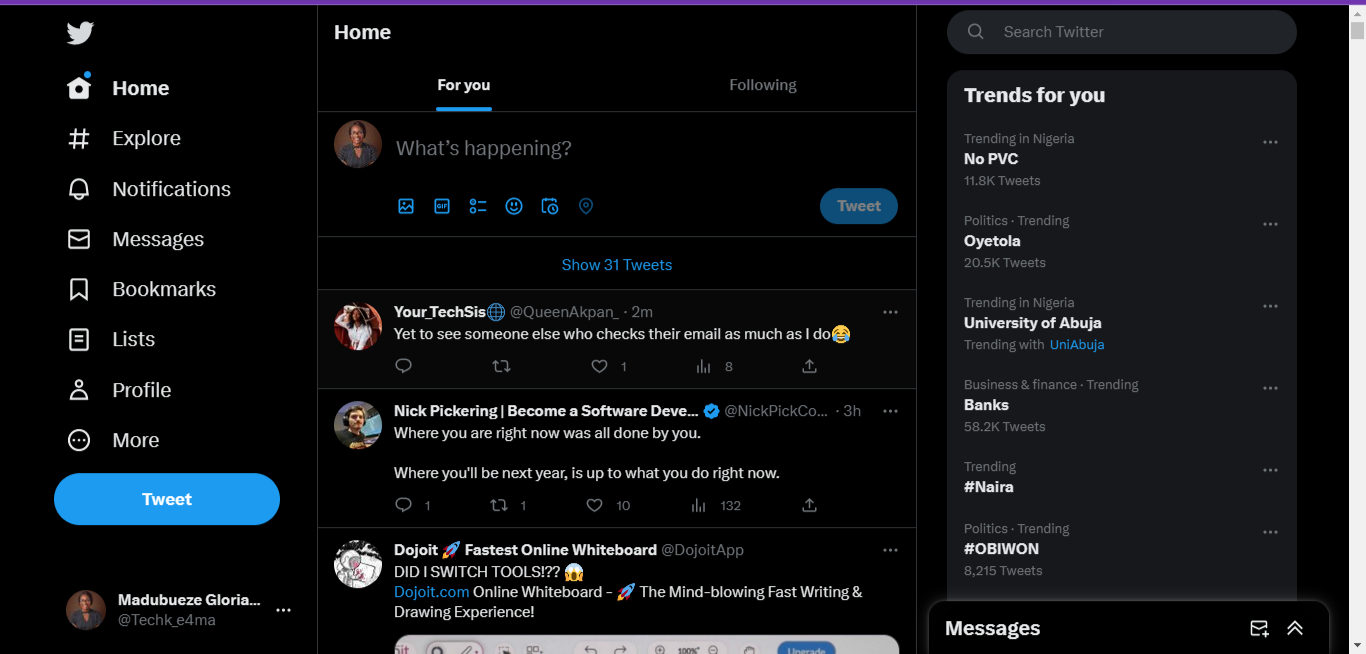 Home
Explore
Notifications
Messages
Bookmarks
Lists
Profile
More
Tweet
Madubueze Gloria...
@Techk_e4ma
Home
For you
Following
What's happening?
GIF
Tweet
Show 31 Tweets
Your_TechSis🌐 @QueenAkpan_ · 2m
Yet to see someone else who checks their email as much as I do😂
1
8
Nick Pickering | Become a Software Deve... @NickPickCo... · 3h
Where you are right now was all done by you.
Where you'll be next year, is up to what you do right now.
1
1
10
132
Dojoit 🚀 Fastest Online Whiteboard @DojoitApp
DID I SWITCH TOOLS!?? 😱
Dojoit.com Online Whiteboard - 🚀 The Mind-blowing Fast Writing &
Drawing Experience!
100%
Upgrade
Search Twitter
Trends for you
Trending in Nigeria
No PVC
11.8K Tweets
Politics · Trending
Oyetola
20.5K Tweets
Trending in Nigeria
University of Abuja
Trending with UniAbuja
Business & finance · Trending
Banks
58.2K Tweets
Trending
#Naira
Politics · Trending
#OBIWON
8,215 Tweets
Messages